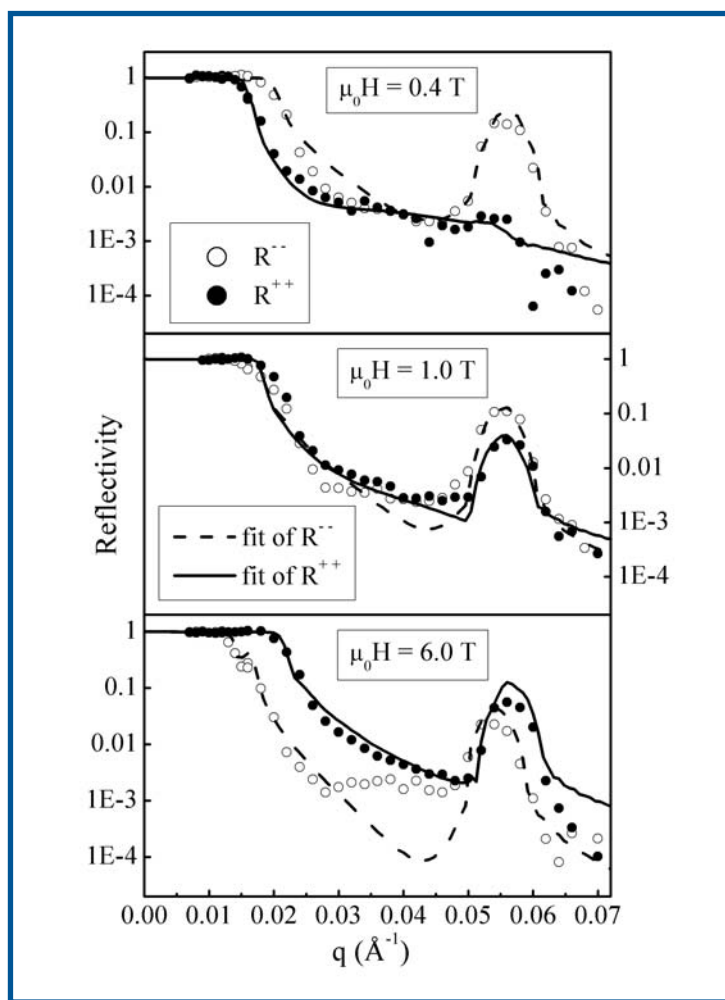 1
0.1
0.01
1E-3
1E-4
μ₀H = 0.4 T
R⁻⁻
R⁺⁺
μ₀H = 1.0 T
1
0.1
0.01
1E-3
1E-4
fit of R⁻⁻
fit of R⁺⁺
Reflectivity
μ₀H = 6.0 T
1
0.1
0.01
1E-3
1E-4
0.00 0.01 0.02 0.03 0.04 0.05 0.06 0.07
q (Å⁻¹)